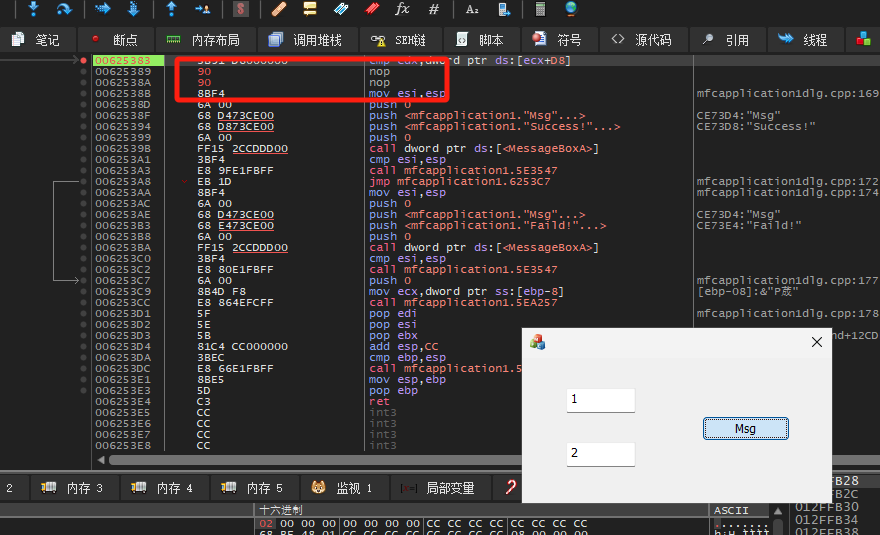 fx # A₂
笔记 断点 内存布局 调用堆栈 SEH链 脚本 符号 源代码 引用 线程
00625383 3B91 D8000000 cmp edx,dword ptr ds:[ecx+D8]
00625389 90 nop
0062538A 90 nop
0062538B 8BF4 mov esi,esp mfcapplication1dlg.cpp:169
0062538D 6A 00 push 0
0062538F 68 D473CE00 push <mfcapplication1."Msg"...> CE73D4:"Msg"
00625394 68 D873CE00 push <mfcapplication1."Success!"...> CE73D8:"Success!"
00625399 6A 00 push 0
0062539B FF15 2CCDDD00 call dword ptr ds:[<MessageBoxA>]
006253A1 3BF4 cmp esi,esp
006253A3 E8 9FE1FBFF call mfcapplication1.5E3547
006253A8 EB 1D jmp mfcapplication1.6253C7 mfcapplication1dlg.cpp:172
006253AA 8BF4 mov esi,esp mfcapplication1dlg.cpp:174
006253AC 6A 00 push 0
006253AE 68 D473CE00 push <mfcapplication1."Msg"...> CE73D4:"Msg"
006253B3 68 E473CE00 push <mfcapplication1."Faild!"...> CE73E4:"Faild!"
006253B8 6A 00 push 0
006253BA FF15 2CCDDD00 call dword ptr ds:[<MessageBoxA>]
006253C0 3BF4 cmp esi,esp
006253C2 E8 80E1FBFF call mfcapplication1.5E3547
006253C7 6A 00 push 0 mfcapplication1dlg.cpp:177
006253C9 8B4D F8 mov ecx,dword ptr ss:[ebp-8] [ebp-08]:&"P蒇"
006253CC E8 864EFCFF call mfcapplication1.5EA257
006253D1 5F pop edi mfcapplication1dlg.cpp:178
006253D2 5E pop esi
006253D3 5B pop ebx nd+12CD
006253D4 81C4 CC000000 add esp,CC
006253DA 3BEC cmp ebp,esp
006253DC E8 66E1FBFF call mfcapplication1.5
006253E1 8BE5 mov esp,ebp
006253E3 5D pop ebp
006253E4 C3 ret
006253E5 CC int3
006253E6 CC int3
006253E7 CC int3
006253E8 CC int3
1
Msg
2
2 内存 3 内存 4 内存 5 监视 1 局部变量
十六进制 ASCII
02 00 00 00 00 00 00 00 CC CC CC CC CC CC CC CC
FFB28
FFB2C
012FFB30
012FFB34
012FFB38